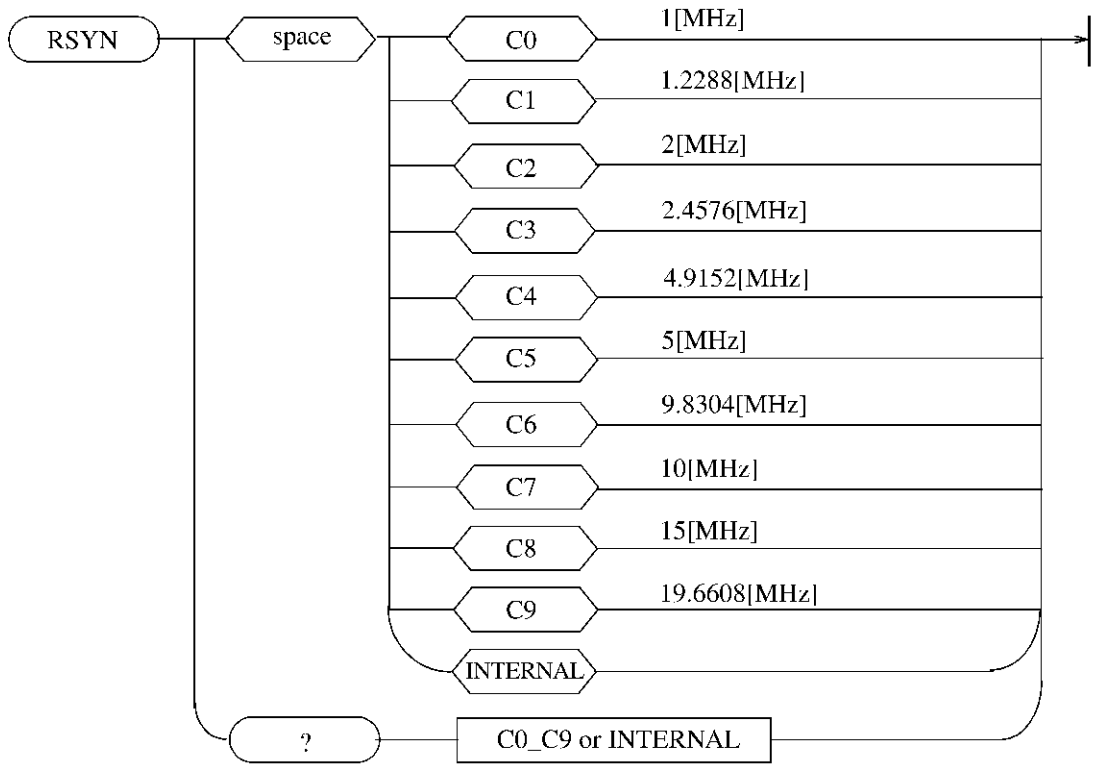 RSYN space C0 1[MHz]
C1 1.2288[MHz]
C2 2[MHz]
C3 2.4576[MHz]
C4 4.9152[MHz]
C5 5[MHz]
C6 9.8304[MHz]
C7 10[MHz]
C8 15[MHz]
C9 19.6608[MHz]
INTERNAL
? C0_C9 or INTERNAL